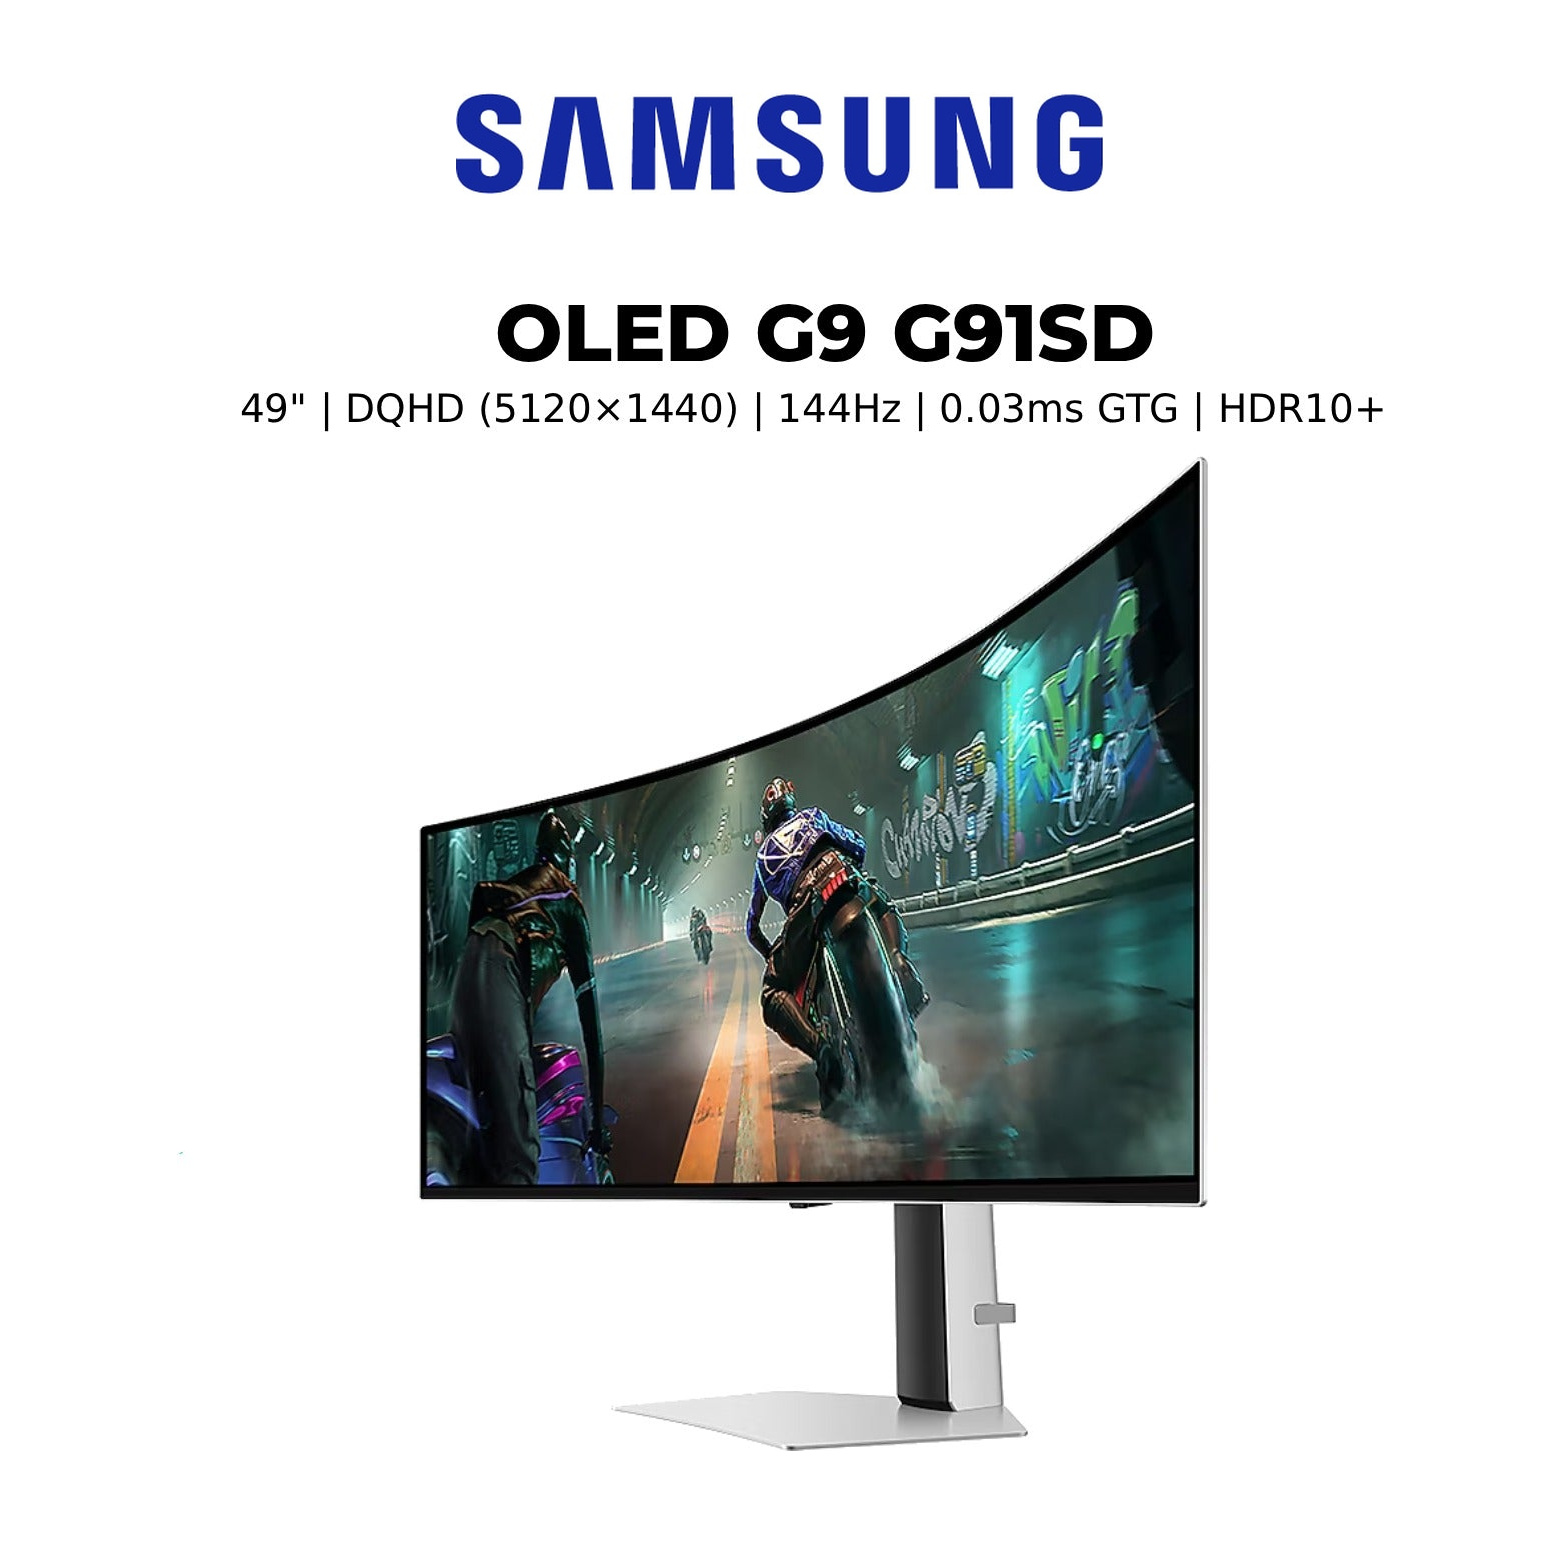 SAMSUNG
OLED G9 G91SD
49" | DQHD (5120×1440) | 144Hz | 0.03ms GTG | HDR10+